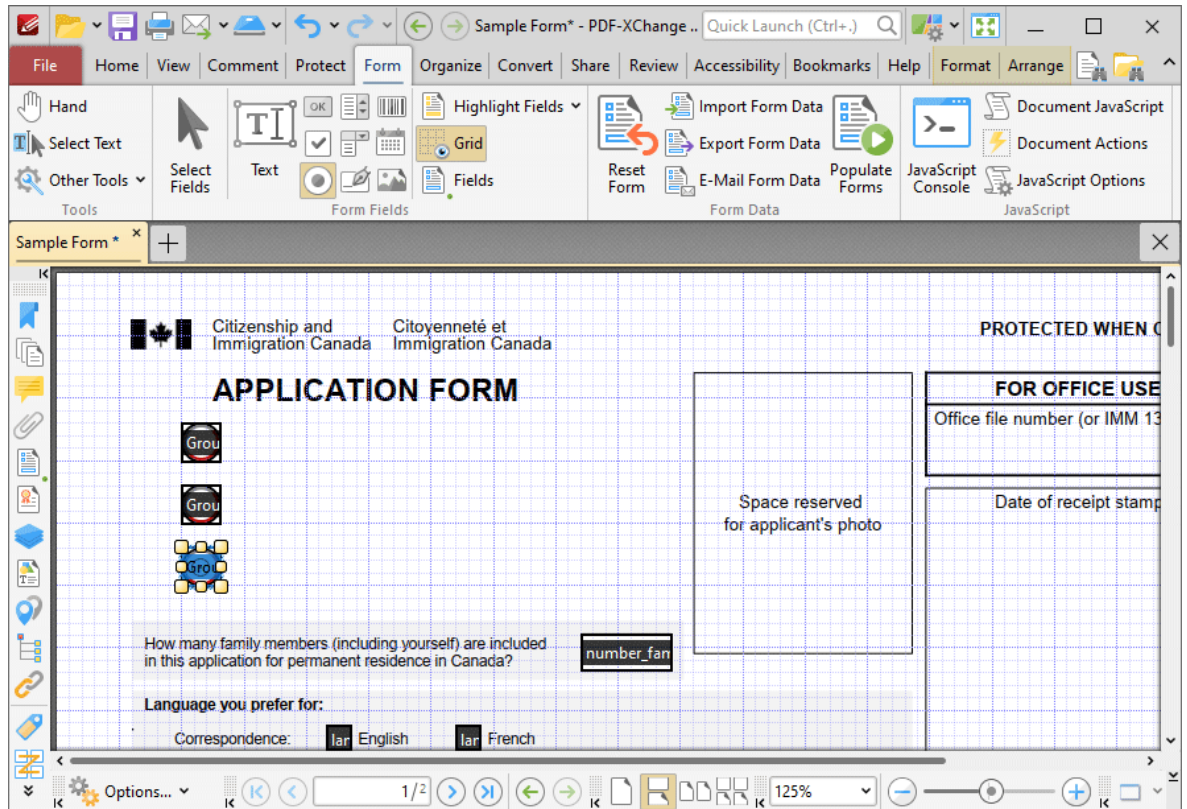 Sample Form* - PDF-XChange ..
Quick Launch (Ctrl+.)
File Home View Comment Protect Form Organize Convert Share Review Accessibility Bookmarks Help Format Arrange
Hand
Select Text
Other Tools
Tools
Select Fields
Text
OK
Form Fields
Highlight Fields
Grid
Fields
Reset Form
Import Form Data
Export Form Data
E-Mail Form Data
Populate Forms
Form Data
JavaScript Console
Document JavaScript
Document Actions
JavaScript Options
JavaScript
Sample Form *
Citizenship and
Immigration Canada
Citoyenneté et
Immigration Canada
PROTECTED WHEN
APPLICATION FORM
FOR OFFICE USE
Office file number (or IMM 13
Grou
Grou
Grou
Space reserved
for applicant's photo
Date of receipt stamp
How many family members (including yourself) are included
in this application for permanent residence in Canada?
number_fam
Language you prefer for:
Correspondence: lar English lar French
Options...
1/2
125%